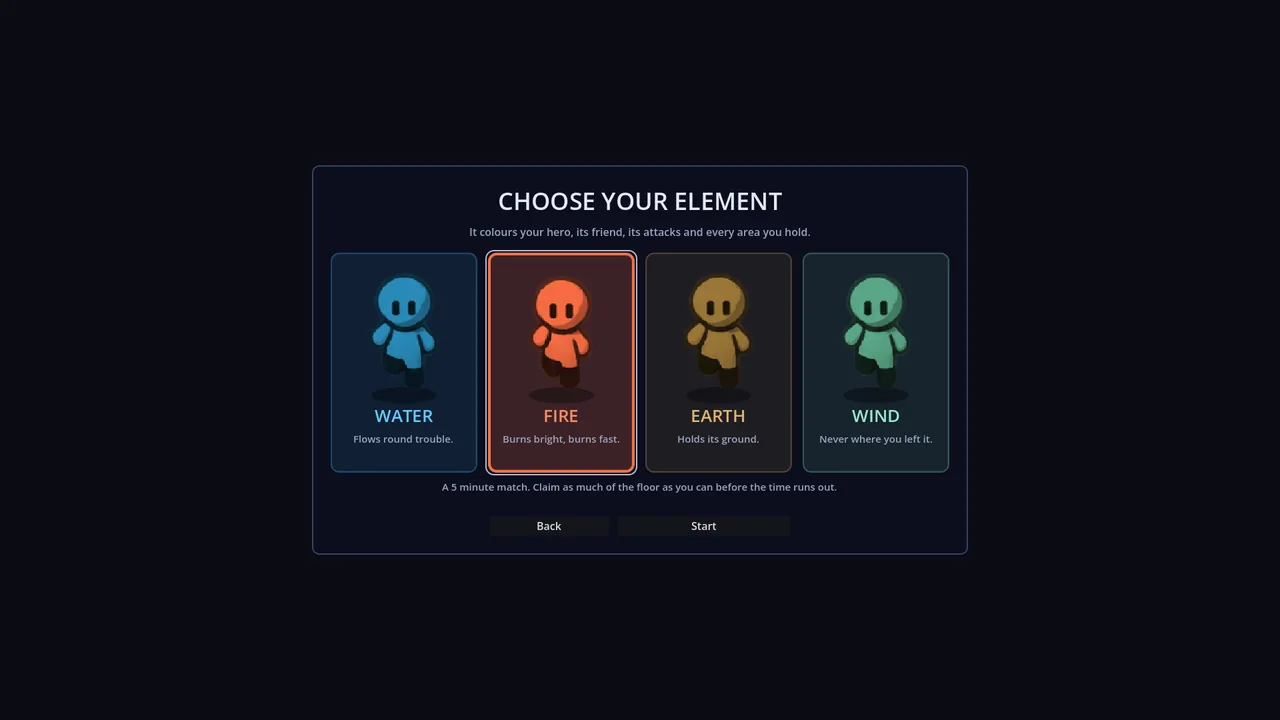 CHOOSE YOUR ELEMENT
It colours your hero, its friend, its attacks and every area you hold.
WATER
Flows round trouble.
FIRE
Burns bright, burns fast.
EARTH
Holds its ground.
WIND
Never where you left it.
A 5 minute match. Claim as much of the floor as you can before the time runs out.
Back
Start